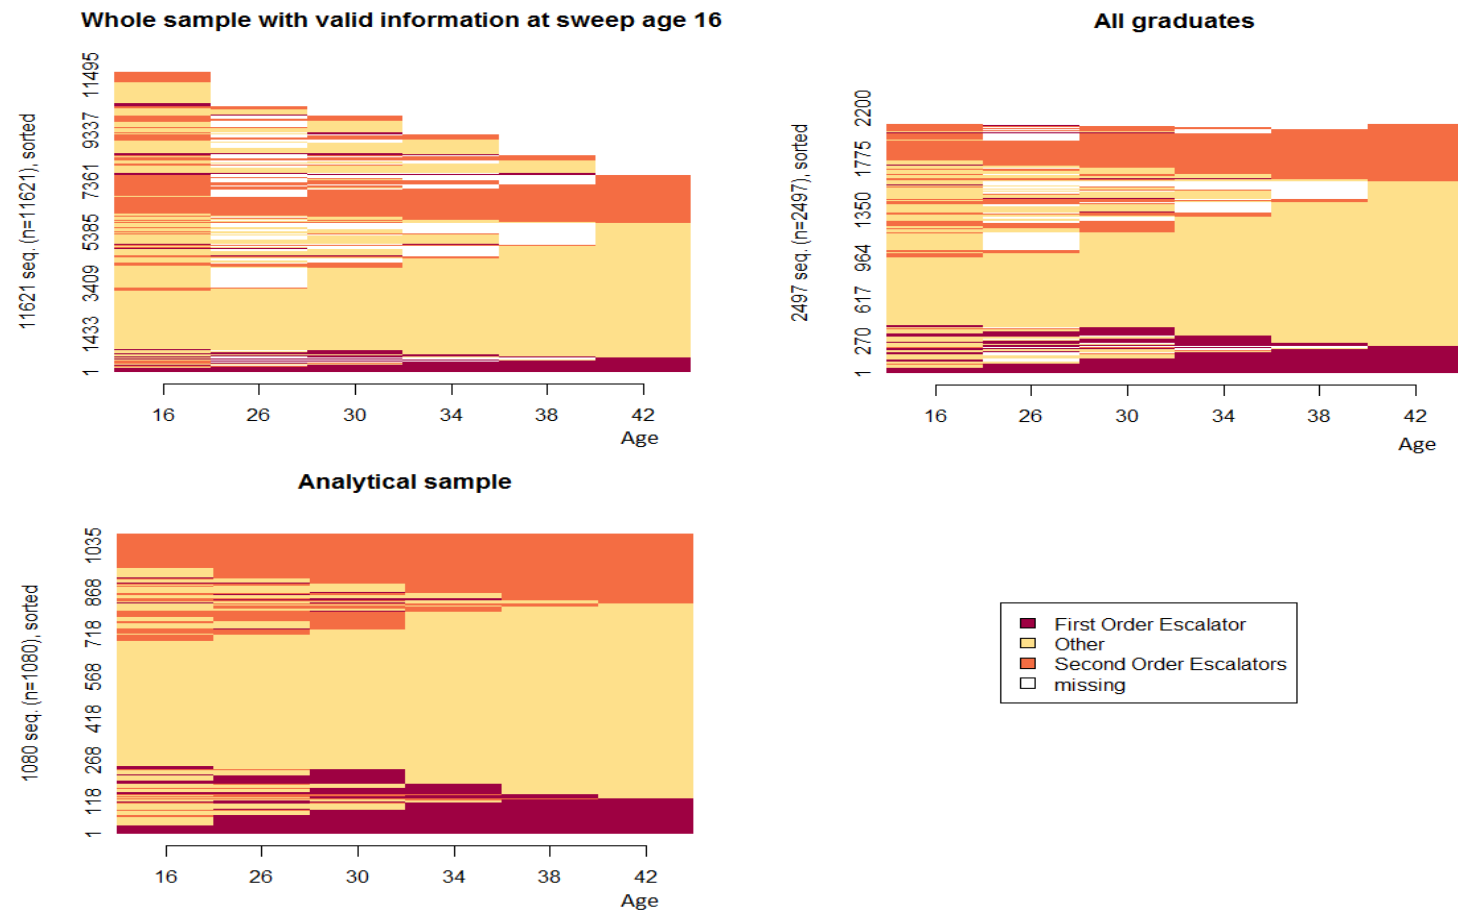 Whole sample with valid information at sweep age 16
11621 seq. (n=11621), sorted
11495
9337
7361
5385
3409
1433
1
16 26 30 34 38 42
Age
All graduates
2497 seq. (n=2497), sorted
2200
1775
1350
964
617
270
1
16 26 30 34 38 42
Age
Analytical sample
1080 seq. (n=1080), sorted
1035
868
718
568
418
268
118
1
16 26 30 34 38 42
Age
First Order Escalator
Other
Second Order Escalators
missing